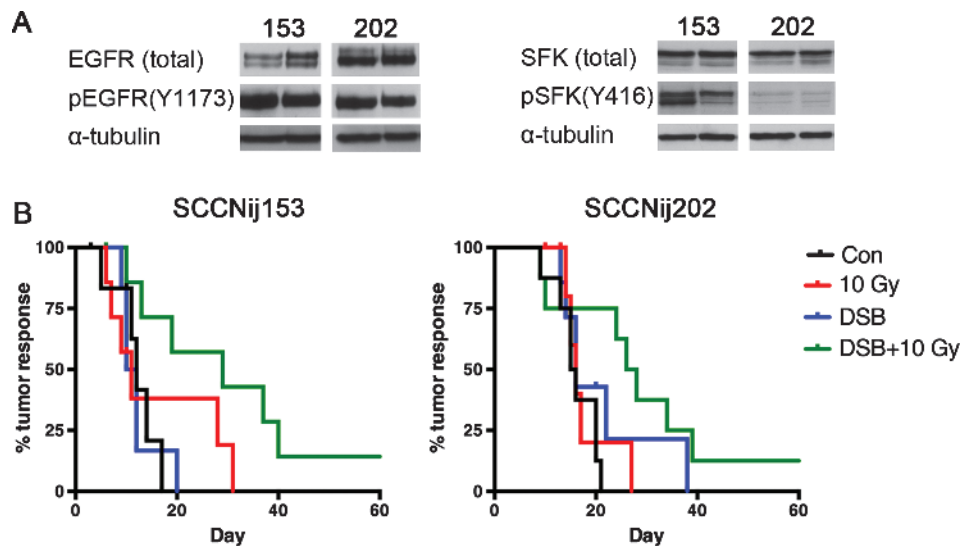 A
153 202
EGFR (total)
pEGFR(Y1173)
α-tubulin
153 202
SFK (total)
pSFK(Y416)
α-tubulin
B
SCCNij153
% tumor response
100
75
50
25
0
0 20 40 60
Day
SCCNij202
% tumor response
100
75
50
25
0
0 20 40 60
Day
Con
10 Gy
DSB
DSB+10 Gy